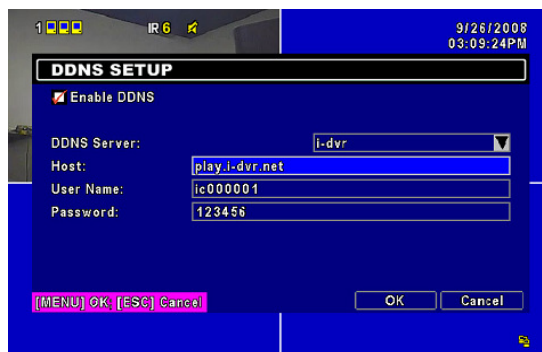 1 IR 6 9/26/2008
03:09:24PM
DDNS SETUP
Enable DDNS
DDNS Server: i-dvr
Host: play.i-dvr.net
User Name: ic000001
Password: 123456
[MENU] OK, [ESC] Cancel OK Cancel